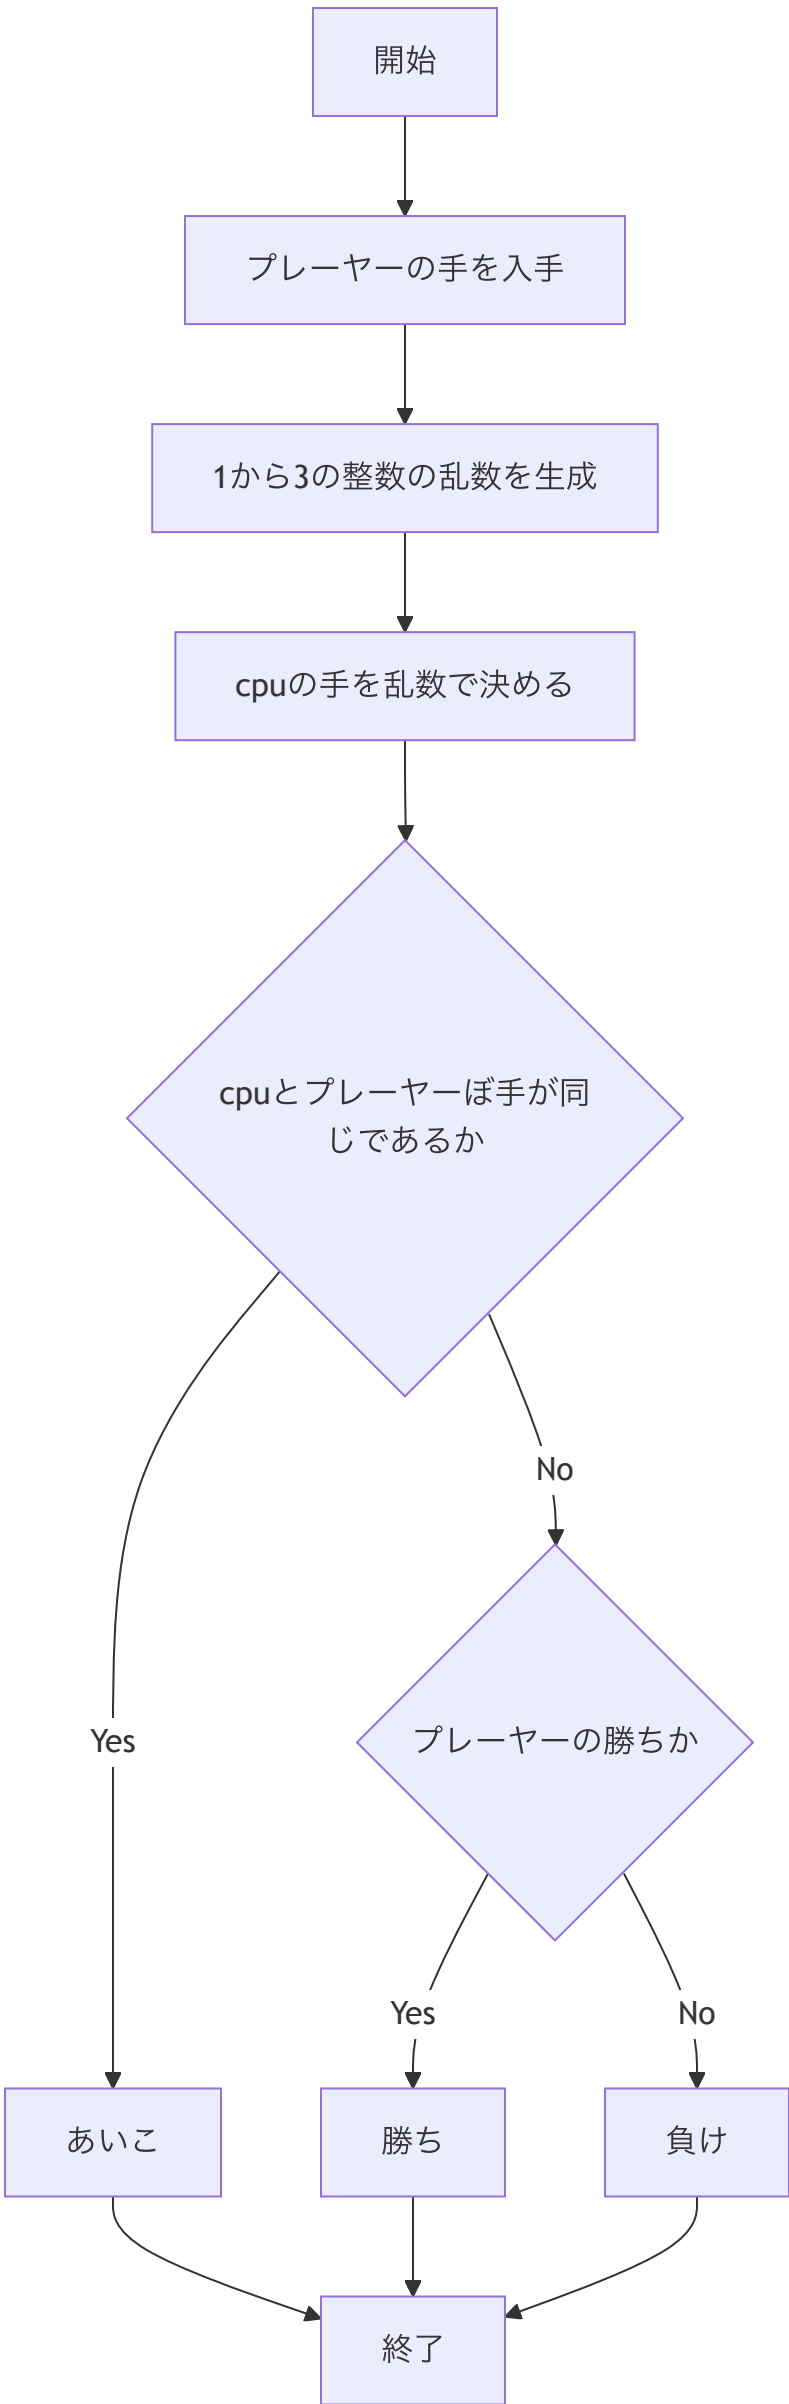 開始
プレーヤーの手を入手
1から3の整数の乱数を生成
cpuの手を乱数で決める
cpuとプレーヤーぼ手が同
じであるか
No
Yes
プレーヤーの勝ちか
Yes
No
あいこ
勝ち
負け
終了